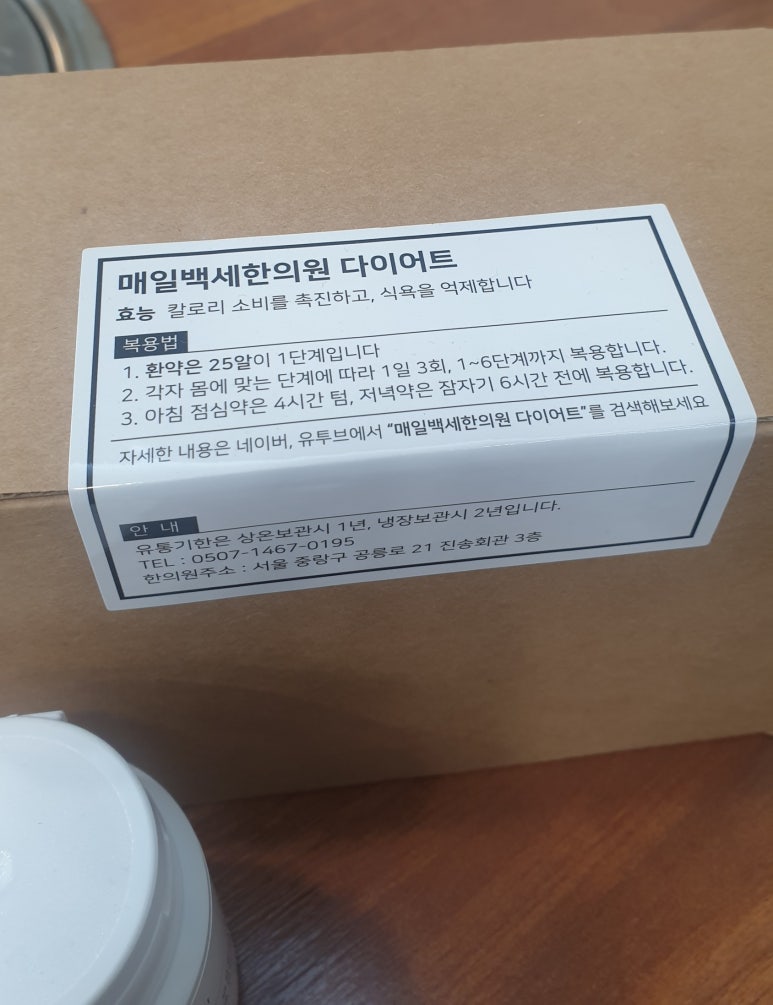 매일백세한의원 다이어트
효능 칼로리 소비를 촉진하고, 식욕을 억제합니다
복용법
1. 환약은 25알이 1단계입니다
2. 각자 몸에 맞는 단계에 따라 1일 3회, 1~6단계까지 복용합니다.
3. 아침 점심약은 4시간 텀, 저녁약은 잠자기 6시간 전에 복용합니다.
자세한 내용은 네이버, 유투브에서 “매일백세한의원 다이어트”를 검색해보세요
안 내
유통기한은 상온보관시 1년, 냉장보관시 2년입니다.
TEL : 0507-1467-0195
한의원주소 : 서울 중랑구 공릉로 21 진송회관 3층